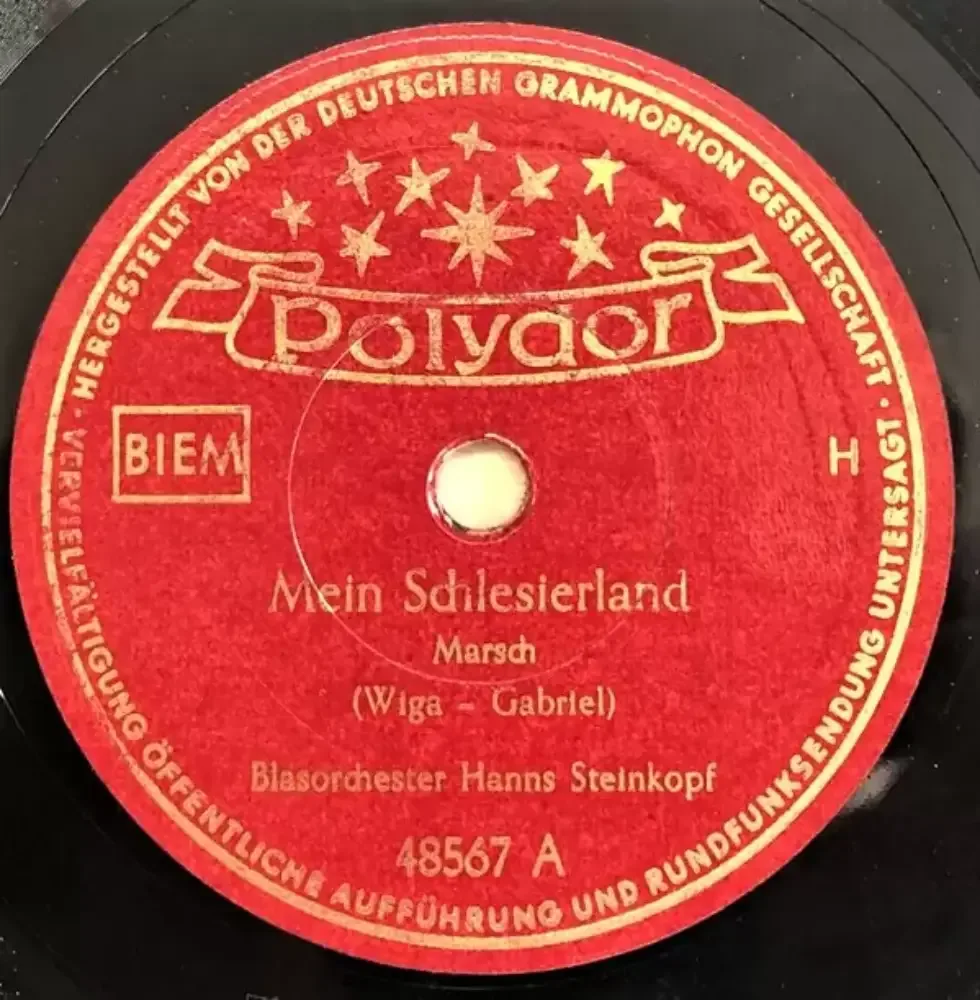 HERGESTELLT VON DER DEUTSCHEN GRAMMOPHON GESELLSCHAFT · VERVIELFÄLTIGUNG ÖFFENTLICHE AUFFÜHRUNG UND RUNDFUNKSENDUNG UNTERSAGT ·
Polydor
BIEM
H
Mein Schlesierland
Marsch
(Wiga - Gabriel)
Blasorchester Hanns Steinkopf
48567 A